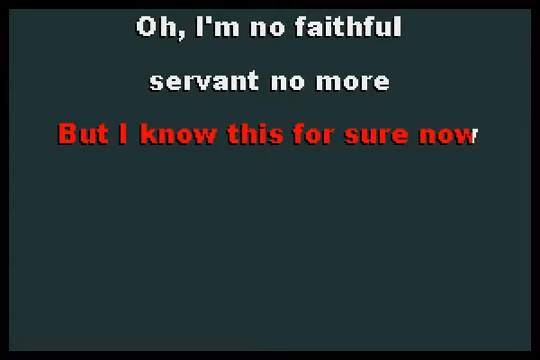 Oh, I'm no faithful
servant no more
But I know this for sure now